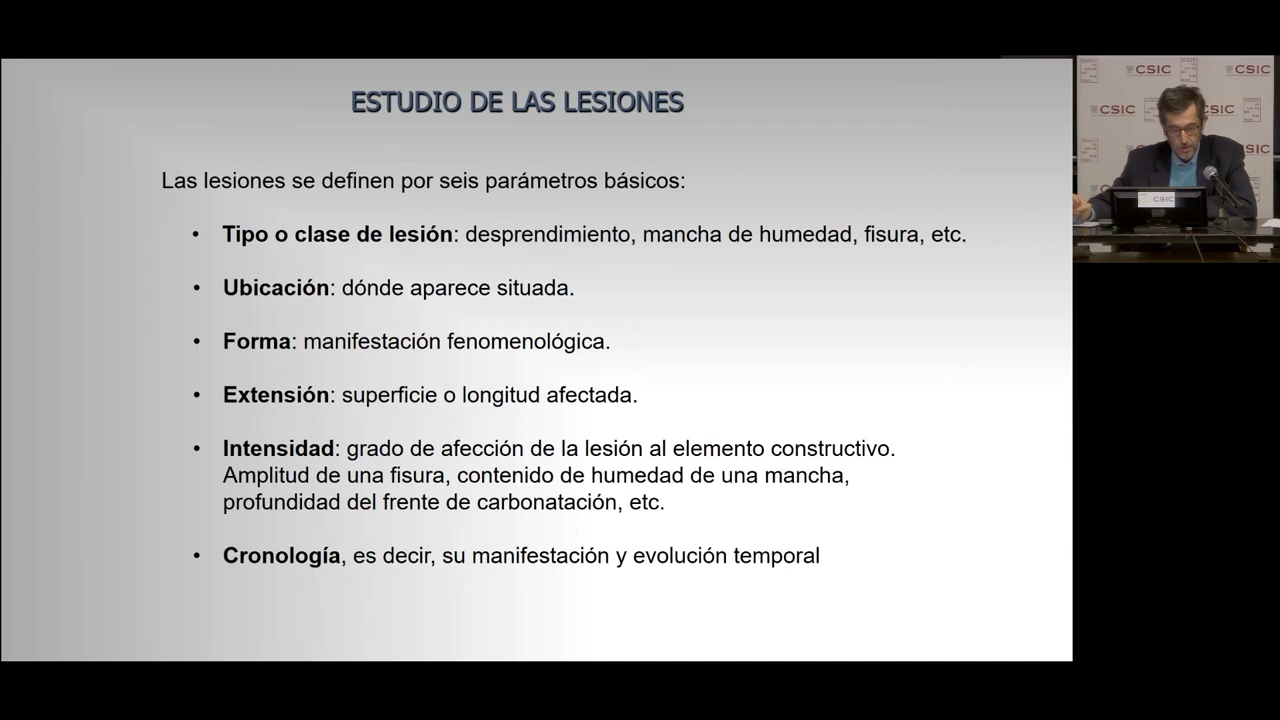 ESTUDIO DE LAS LESIONES
Las lesiones se definen por seis parámetros básicos:
• Tipo o clase de lesión: desprendimiento, mancha de humedad, fisura, etc.
• Ubicación: dónde aparece situada.
• Forma: manifestación fenomenológica.
• Extensión: superficie o longitud afectada.
• Intensidad: grado de afección de la lesión al elemento constructivo.
Amplitud de una fisura, contenido de humedad de una mancha,
profundidad del frente de carbonatación, etc.
• Cronología, es decir, su manifestación y evolución temporal
CSIC
CSIC
CSIC
CSIC
CSIC
CSIC